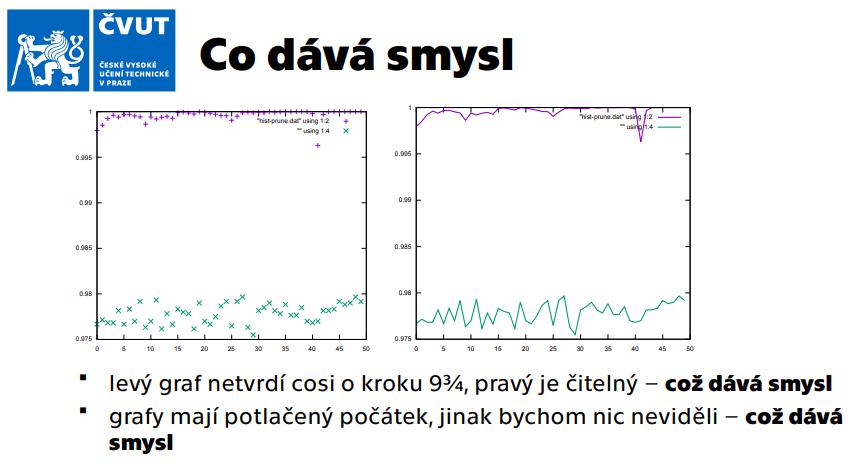 ČVUT
ČESKÉ VYSOKÉ
UČENÍ TECHNICKÉ
V PRAZE
Co dává smysl
1
0.995
0.99
0.985
0.98
0.975
0 5 10 15 20 25 30 35 40 45 50
"hist-prune.dat" using 1:2
"" using 1:4
1
0.995
0.99
0.985
0.98
0.975
0 5 10 15 20 25 30 35 40 45 50
"hist-prune.dat" using 1:2
"" using 1:4
levý graf netvrdí cosi o kroku 9¾, pravý je čitelný – což dává smysl
grafy mají potlačený počátek, jinak bychom nic neviděli – což dává
smysl